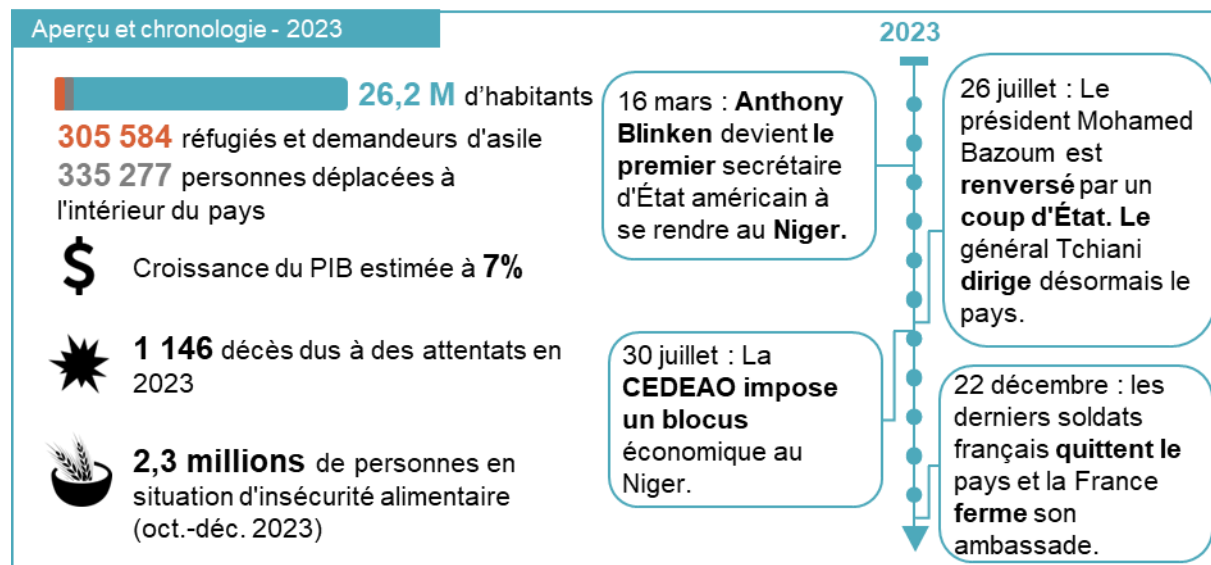 Aperçu et chronologie - 2023
26,2 M d'habitants
305 584 réfugiés et demandeurs d'asile
335 277 personnes déplacées à
l'intérieur du pays
$
Croissance du PIB estimée à 7%
1 146 décès dus à des attentats en
2023
2,3 millions de personnes en
situation d'insécurité alimentaire
(oct.-déc. 2023)
2023
16 mars : Anthony
Blinken devient le
premier secrétaire
d'État américain à
se rendre au Niger.
26 juillet : Le
président Mohamed
Bazoum est
renversé par un
coup d'État. Le
général Tchiani
dirige désormais le
pays.
30 juillet : La
CEDEAO impose
un blocus
économique au
Niger.
22 décembre : les
derniers soldats
français quittent le
pays et la France
ferme son
ambassade.